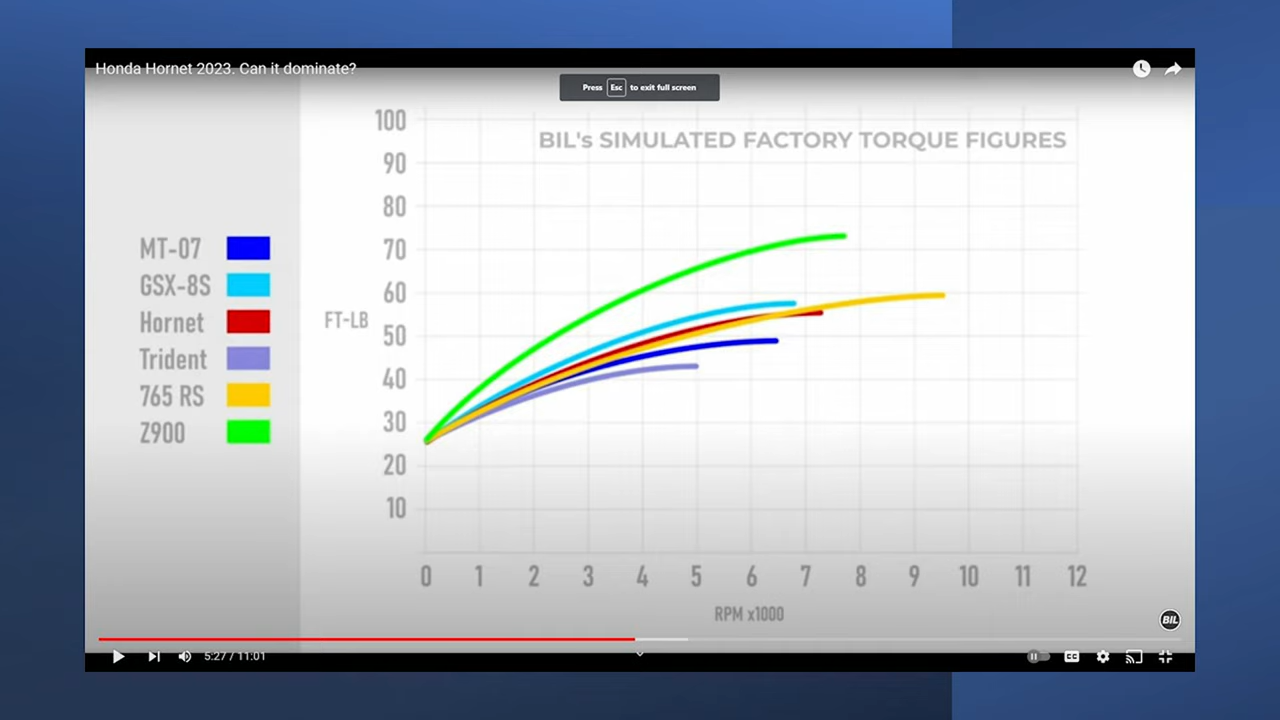 Honda Hornet 2023. Can it dominate?
Press Esc to exit full screen
BIL's SIMULATED FACTORY TORQUE FIGURES
100
90
80
70
60
50
40
30
20
10
FT-LB
MT-07
GSX-8S
Hornet
Trident
765 RS
Z900
0 1 2 3 4 5 6 7 8 9 10 11 12
RPM x1000
BIL
5:27 / 11:01
CC